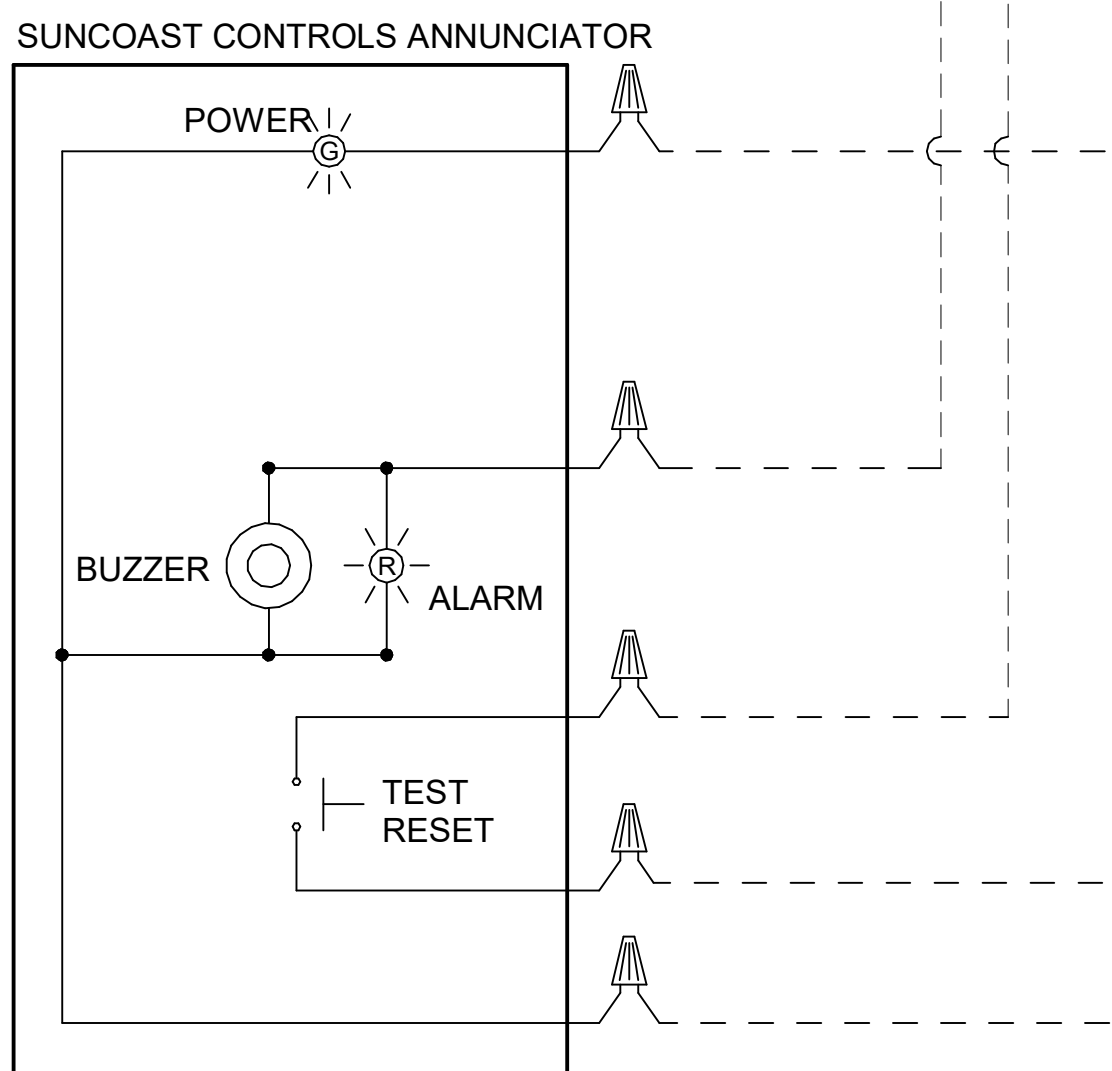 SUNCOAST CONTROLS ANNUNCIATOR
POWER
G
BUZZER
R
ALARM
TEST
RESET